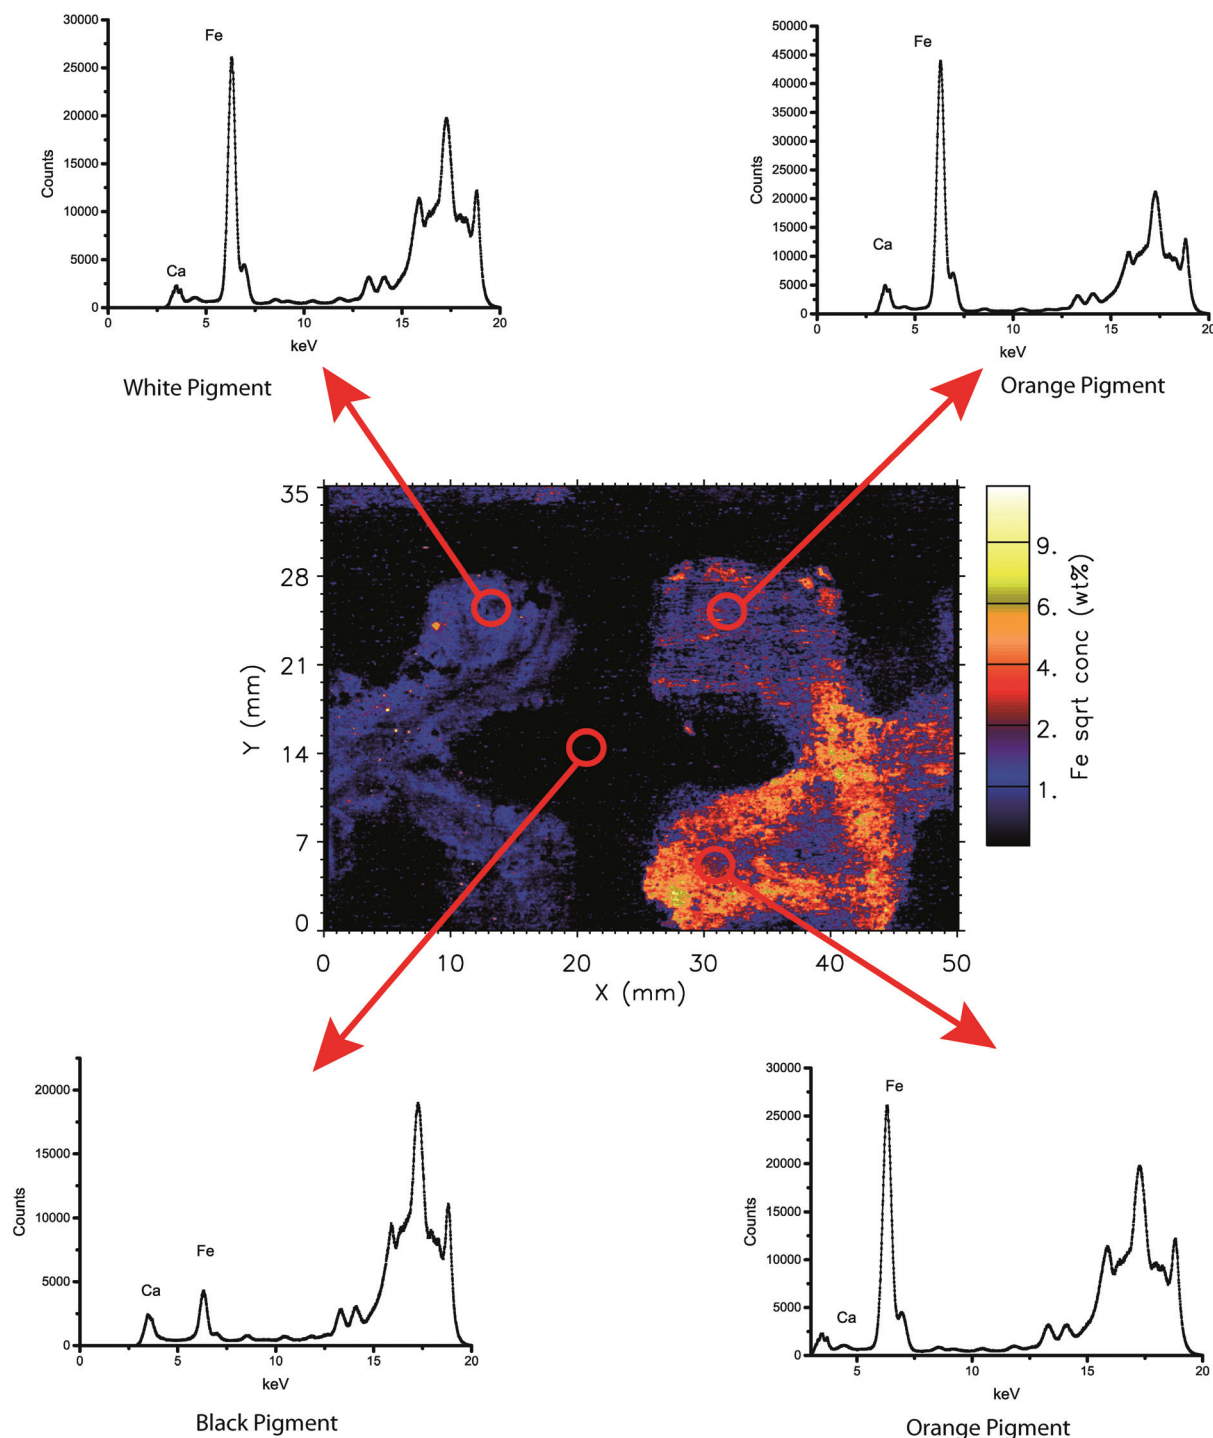 30000
25000
20000
15000
10000
5000
0
Counts
Fe
Ca
0 5 10 15 20
keV
White Pigment
50000
45000
40000
35000
30000
25000
20000
15000
10000
5000
0
Counts
Fe
Ca
0 5 10 15 20
keV
Orange Pigment
35
28
21
14
7
0
Y (mm)
0 10 20 30 40 50
X (mm)
9.
6.
4.
2.
1.
Fe sqrt conc (wt%)
20000
15000
10000
5000
0
Counts
Ca
Fe
0 5 10 15 20
keV
Black Pigment
30000
25000
20000
15000
10000
5000
0
Counts
Fe
Ca
5 10 15 20
keV
Orange Pigment